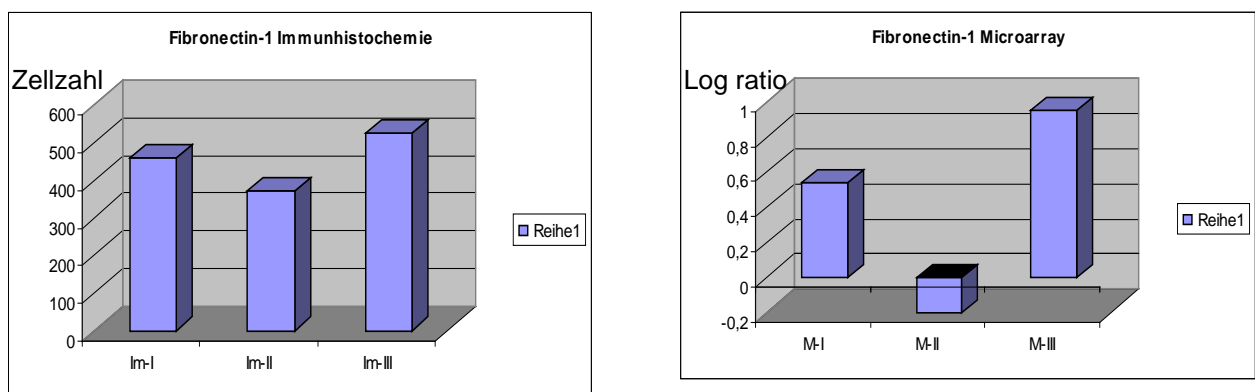 Fibronectin-1 Immunhistochemie
Zellzahl
600
500
400
300
200
100
0
Im-I Im-II Im-III
Reihe1
Fibronectin-1 Microarray
Log ratio
1
0,8
0,6
0,4
0,2
0
-0,2
M-I M-II M-III
Reihe1